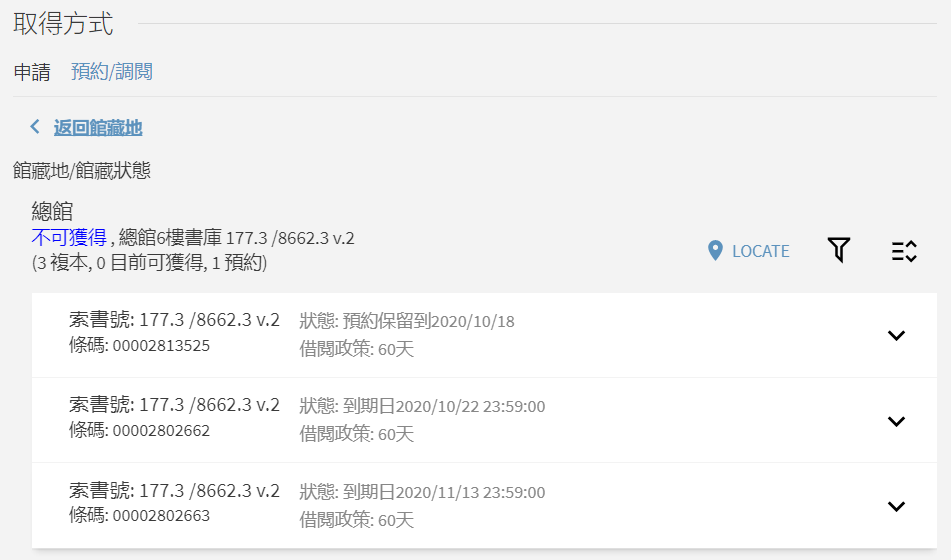 取得方式
申請 預約/調閱
返回館藏地
館藏地/館藏狀態
總館
不可獲得 , 總館6樓書庫 177.3 /8662.3 v.2
(3 複本, 0 目前可獲得, 1 預約)
LOCATE
索書號: 177.3 /8662.3 v.2 狀態: 預約保留到2020/10/18
條碼: 00002813525 借閱政策: 60天
索書號: 177.3 /8662.3 v.2 狀態: 到期日2020/10/22 23:59:00
條碼: 00002802662 借閱政策: 60天
索書號: 177.3 /8662.3 v.2 狀態: 到期日2020/11/13 23:59:00
條碼: 00002802663 借閱政策: 60天